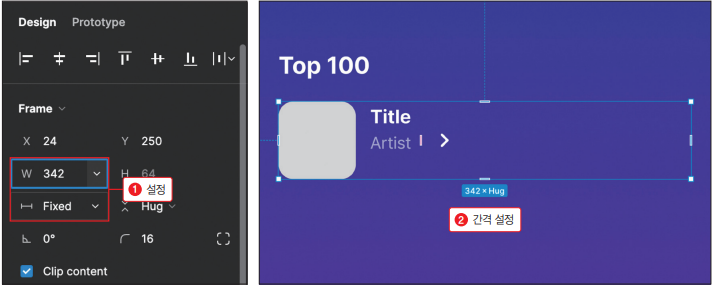 Design Prototype
Frame
X 24 Y 250
W 342 H 64
1 설정
Fixed Hug
0° 16
Clip content
Top 100
Title
Artist
342 × Hug
2 간격 설정